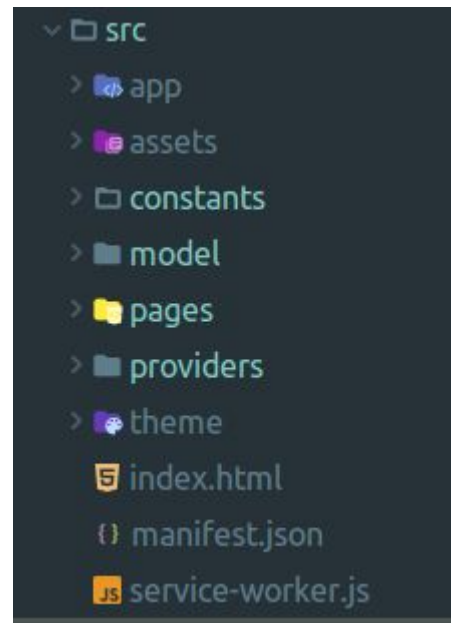 src
app
assets
constants
model
pages
providers
theme
index.html
manifest.json
service-worker.js